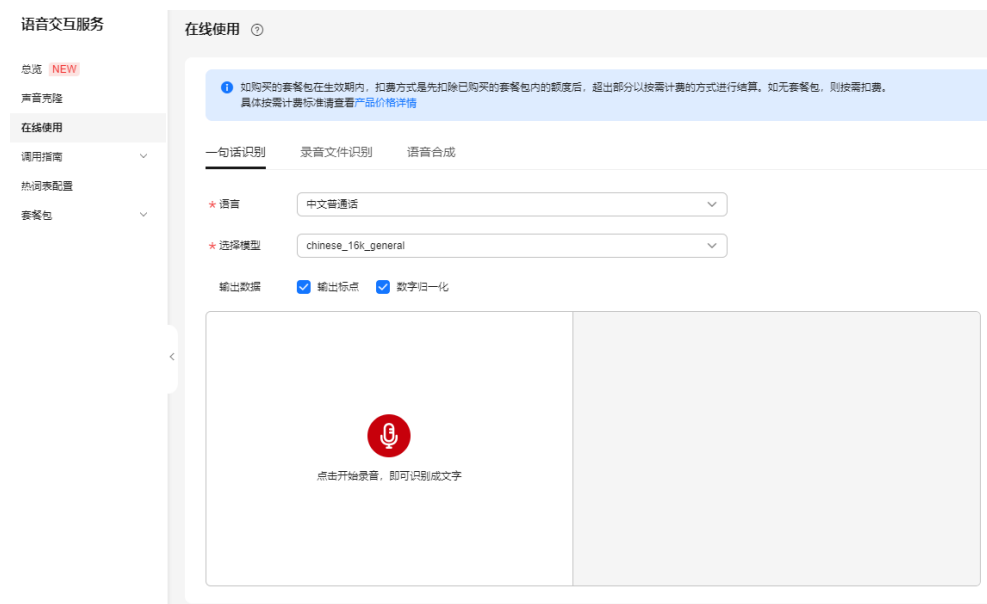 语音交互服务
总览 NEW
声音克隆
在线使用
调用指南
热词表配置
套餐包
在线使用
如购买的套餐包在生效期内，扣费方式是先扣除已购买的套餐包内的额度后，超出部分以按需计费的方式进行结算。如无套餐包，则按需扣费。
具体按需计费标准请查看产品价格详情
一句话识别 录音文件识别 语音合成
* 语言 中文普通话
* 选择模型 chinese_16k_general
输出数据 输出标点 数字归一化
点击开始录音，即可识别成文字